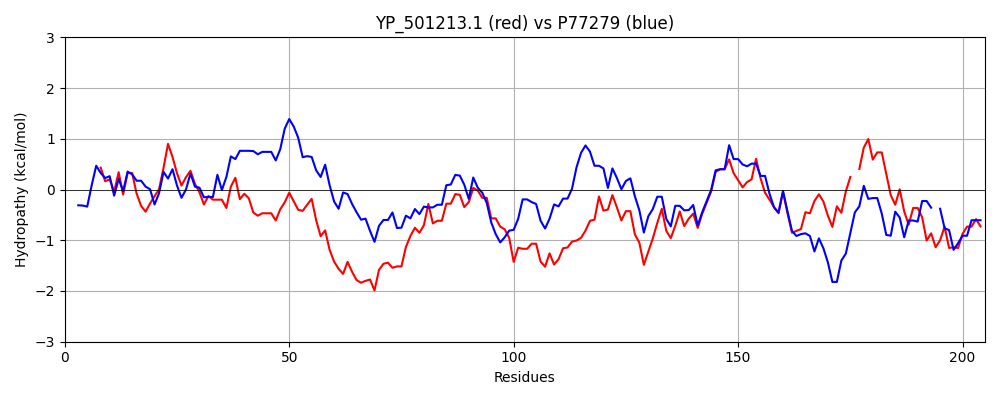 YP_501213.1 (red) vs P77279 (blue)
Hydropathy (kcal/mol)
3
2
1
0
−1
−2
−3
0 50 100 150 200
Residues